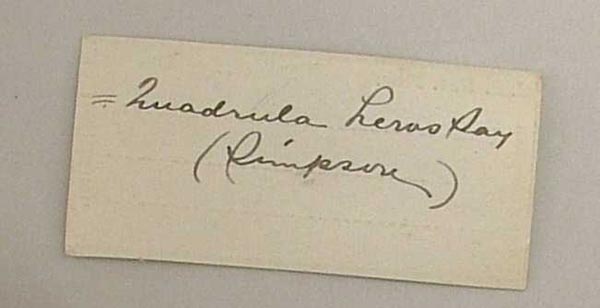 = Quadrula heros Say
(Simpson)